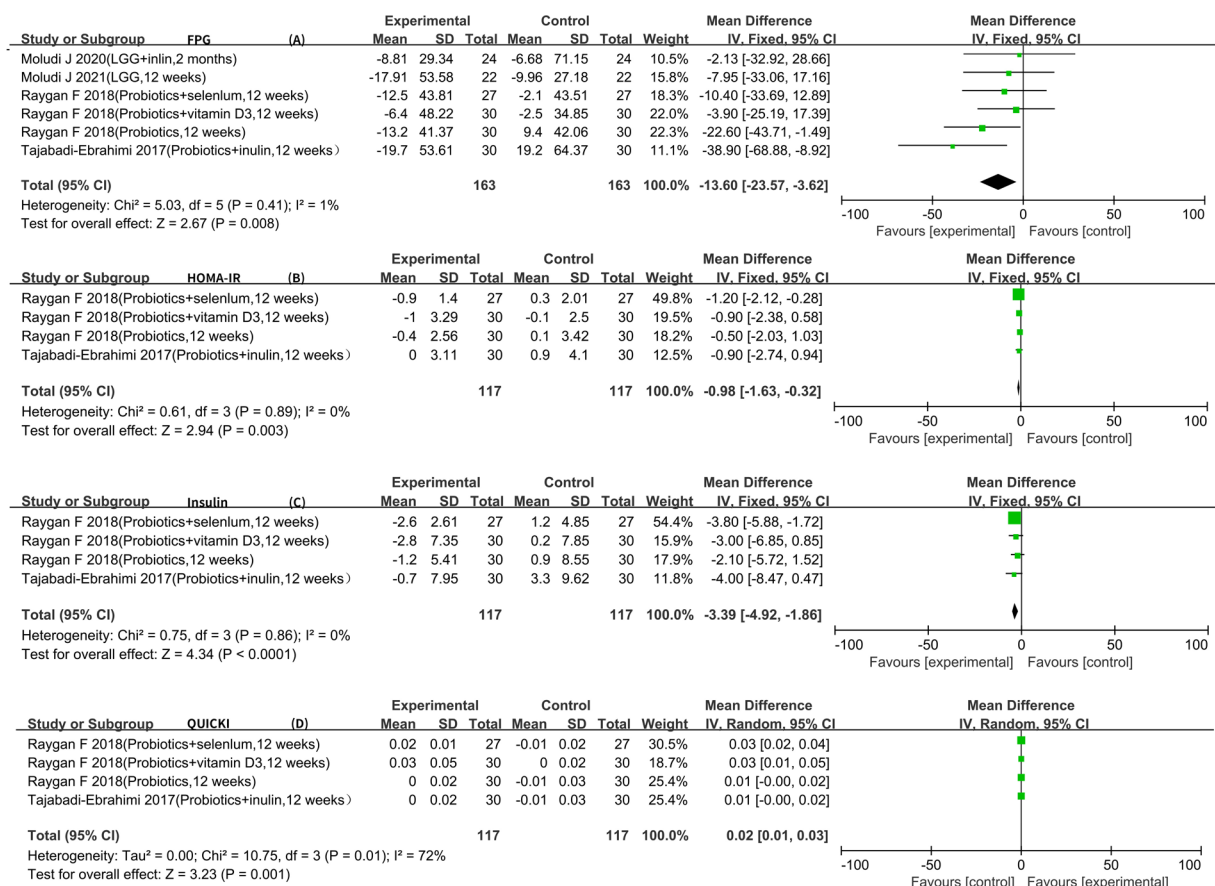 Experimental Control Mean Difference Mean Difference
Study or Subgroup FPG (A) Mean SD Total Mean SD Total Weight IV, Fixed, 95% CI IV, Fixed, 95% CI
Moludi J 2020(LGG+inlin,2 months) -8.81 29.34 24 -6.68 71.15 24 10.5% -2.13 [-32.92, 28.66]
Moludi J 2021(LGG,12 weeks) -17.91 53.58 22 -9.96 27.18 22 15.8% -7.95 [-33.06, 17.16]
Raygan F 2018(Probiotics+selenlum,12 weeks) -12.5 43.81 27 -2.1 43.51 27 18.3% -10.40 [-33.69, 12.89]
Raygan F 2018(Probiotics+vitamin D3,12 weeks) -6.4 48.22 30 -2.5 34.85 30 22.0% -3.90 [-25.19, 17.39]
Raygan F 2018(Probiotics,12 weeks) -13.2 41.37 30 9.4 42.06 30 22.3% -22.60 [-43.71, -1.49]
Tajabadi-Ebrahimi 2017(Probiotics+inulin,12 weeks） -19.7 53.61 30 19.2 64.37 30 11.1% -38.90 [-68.88, -8.92]
Total (95% CI) 163 163 100.0% -13.60 [-23.57, -3.62]
Heterogeneity: Chi² = 5.03, df = 5 (P = 0.41); I² = 1%
Test for overall effect: Z = 2.67 (P = 0.008)
-100 -50 0 50 100
Favours [experimental] Favours [control]
Experimental Control Mean Difference Mean Difference
Study or Subgroup HOMA-IR (B) Mean SD Total Mean SD Total Weight IV, Fixed, 95% CI IV, Fixed, 95% CI
Raygan F 2018(Probiotics+selenlum,12 weeks) -0.9 1.4 27 0.3 2.01 27 49.8% -1.20 [-2.12, -0.28]
Raygan F 2018(Probiotics+vitamin D3,12 weeks) -1 3.29 30 -0.1 2.5 30 19.5% -0.90 [-2.38, 0.58]
Raygan F 2018(Probiotics,12 weeks) -0.4 2.56 30 0.1 3.42 30 18.2% -0.50 [-2.03, 1.03]
Tajabadi-Ebrahimi 2017(Probiotics+inulin,12 weeks） 0 3.11 30 0.9 4.1 30 12.5% -0.90 [-2.74, 0.94]
Total (95% CI) 117 117 100.0% -0.98 [-1.63, -0.32]
Heterogeneity: Chi² = 0.61, df = 3 (P = 0.89); I² = 0%
Test for overall effect: Z = 2.94 (P = 0.003)
-100 -50 0 50 100
Favours [experimental] Favours [control]
Experimental Control Mean Difference Mean Difference
Study or Subgroup Insulin (C) Mean SD Total Mean SD Total Weight IV, Fixed, 95% CI IV, Fixed, 95% CI
Raygan F 2018(Probiotics+selenlum,12 weeks) -2.6 2.61 27 1.2 4.85 27 54.4% -3.80 [-5.88, -1.72]
Raygan F 2018(Probiotics+vitamin D3,12 weeks) -2.8 7.35 30 0.2 7.85 30 15.9% -3.00 [-6.85, 0.85]
Raygan F 2018(Probiotics,12 weeks) -1.2 5.41 30 0.9 8.55 30 17.9% -2.10 [-5.72, 1.52]
Tajabadi-Ebrahimi 2017(Probiotics+inulin,12 weeks） -0.7 7.95 30 3.3 9.62 30 11.8% -4.00 [-8.47, 0.47]
Total (95% CI) 117 117 100.0% -3.39 [-4.92, -1.86]
Heterogeneity: Chi² = 0.75, df = 3 (P = 0.86); I² = 0%
Test for overall effect: Z = 4.34 (P < 0.0001)
-100 -50 0 50 100
Favours [experimental] Favours [control]
Experimental Control Mean Difference Mean Difference
Study or Subgroup QUICKI (D) Mean SD Total Mean SD Total Weight IV, Random, 95% CI IV, Random, 95% CI
Raygan F 2018(Probiotics+selenlum,12 weeks) 0.02 0.01 27 -0.01 0.02 27 30.5% 0.03 [0.02, 0.04]
Raygan F 2018(Probiotics+vitamin D3,12 weeks) 0.03 0.05 30 0 0.02 30 18.7% 0.03 [0.01, 0.05]
Raygan F 2018(Probiotics,12 weeks) 0 0.02 30 -0.01 0.03 30 25.4% 0.01 [-0.00, 0.02]
Tajabadi-Ebrahimi 2017(Probiotics+inulin,12 weeks） 0 0.02 30 -0.01 0.03 30 25.4% 0.01 [-0.00, 0.02]
Total (95% CI) 117 117 100.0% 0.02 [0.01, 0.03]
Heterogeneity: Tau² = 0.00; Chi² = 10.75, df = 3 (P = 0.01); I² = 72%
Test for overall effect: Z = 3.23 (P = 0.001)
-100 -50 0 50 100
Favours [control] Favours [experimental]